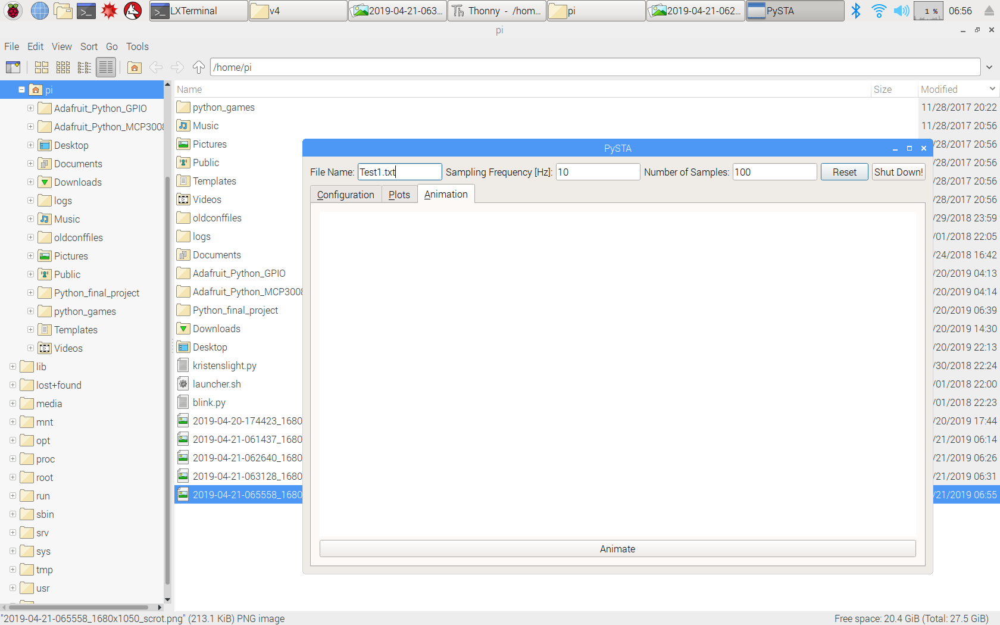 LXTerminal v4 2019-04-21-063... Thonny - /hom... pi 2019-04-21-062... PySTA 1 % 06:56
pi
File Edit View Sort Go Tools
/home/pi
pi
Adafruit_Python_GPIO
Adafruit_Python_MCP3008
Desktop
Documents
Downloads
logs
Music
oldconffiles
Pictures
Public
Python_final_project
python_games
Templates
Videos
lib
lost+found
media
mnt
opt
proc
root
run
sbin
srv
sys
tmp
usr
Name Size Modified
python_games 11/28/2017 20:22
Music 11/28/2017 20:56
Pictures /28/2017 20:56
Public /28/2017 20:56
Templates /28/2017 20:56
Videos /28/2017 20:56
oldconffiles /29/2018 23:59
logs /01/2018 22:05
Documents /24/2018 16:42
Adafruit_Python_GPIO /20/2019 04:13
Adafruit_Python_MCP3008 /20/2019 04:14
Python_final_project /20/2019 06:39
Downloads /20/2019 14:30
Desktop /20/2019 22:13
kristenslight.py /30/2018 22:24
launcher.sh /01/2018 22:00
blink.py /01/2018 22:23
2019-04-20-174423_1680 /20/2019 17:44
2019-04-21-061437_1680 /21/2019 06:14
2019-04-21-062640_1680 /21/2019 06:26
2019-04-21-063128_1680 /21/2019 06:31
2019-04-21-065558_1680 /21/2019 06:55
PySTA
File Name: Test1.txt Sampling Frequency [Hz]: 10 Number of Samples: 100 Reset Shut Down!
Configuration Plots Animation
Animate
"2019-04-21-065558_1680x1050_scrot.png" (213.1 KiB) PNG image Free space: 20.4 GiB (Total: 27.5 GiB)